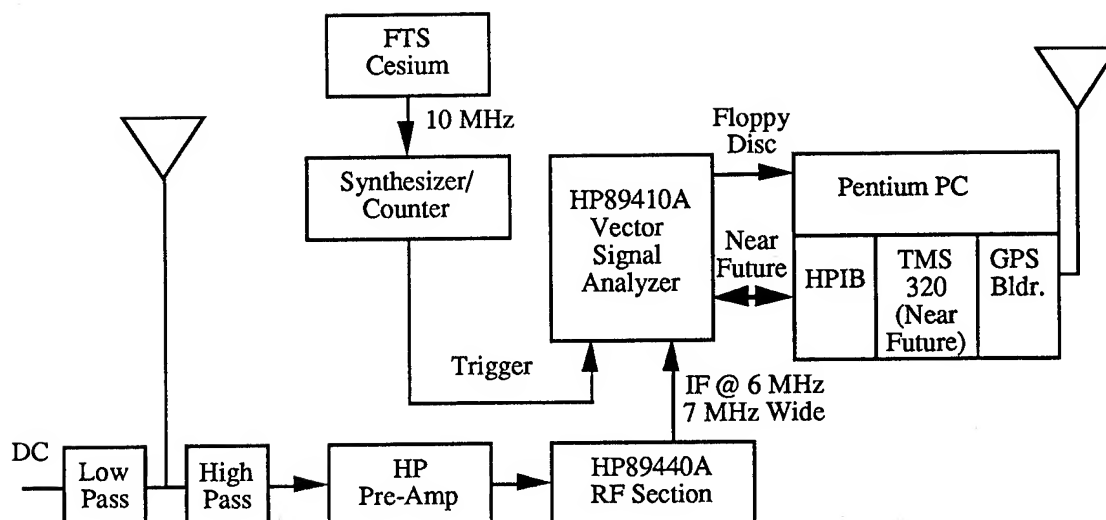 FTS
Cesium
10 MHz
Synthesizer/
Counter
Trigger
HP89410A
Vector
Signal
Analyzer
Floppy
Disc
Near
Future
Pentium PC
HPIB
TMS
320
(Near
Future)
GPS
Bldr.
IF @ 6 MHz
7 MHz Wide
DC
Low
Pass
High
Pass
HP
Pre-Amp
HP89440A
RF Section